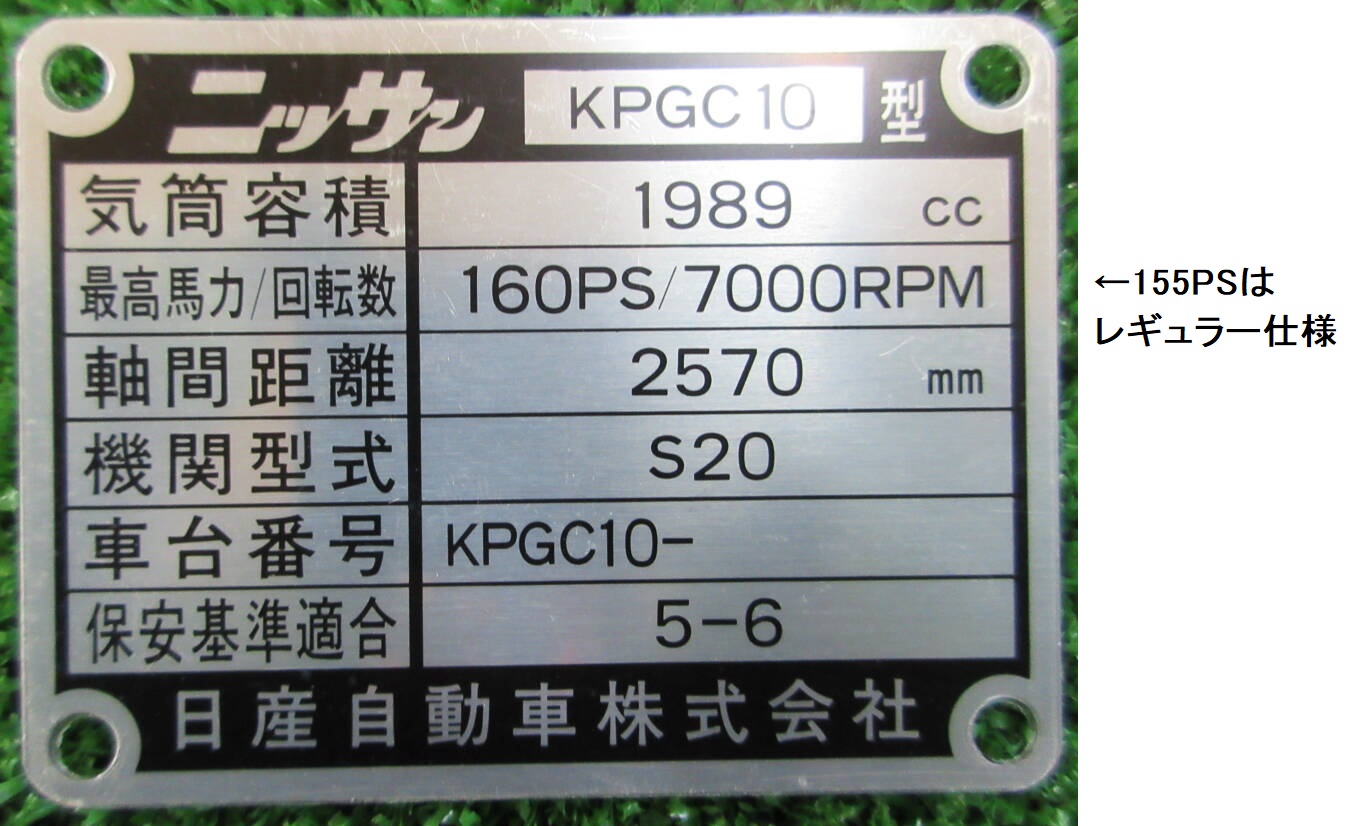 ニッサン KPGC10 型
気筒容積 1989 cc
最高馬力/回転数 160PS/7000RPM
軸間距離 2570 mm
機関型式 S20
車台番号 KPGC10-
保安基準適合 5-6
日産自動車株式会社
←155PSは
レギュラー仕様